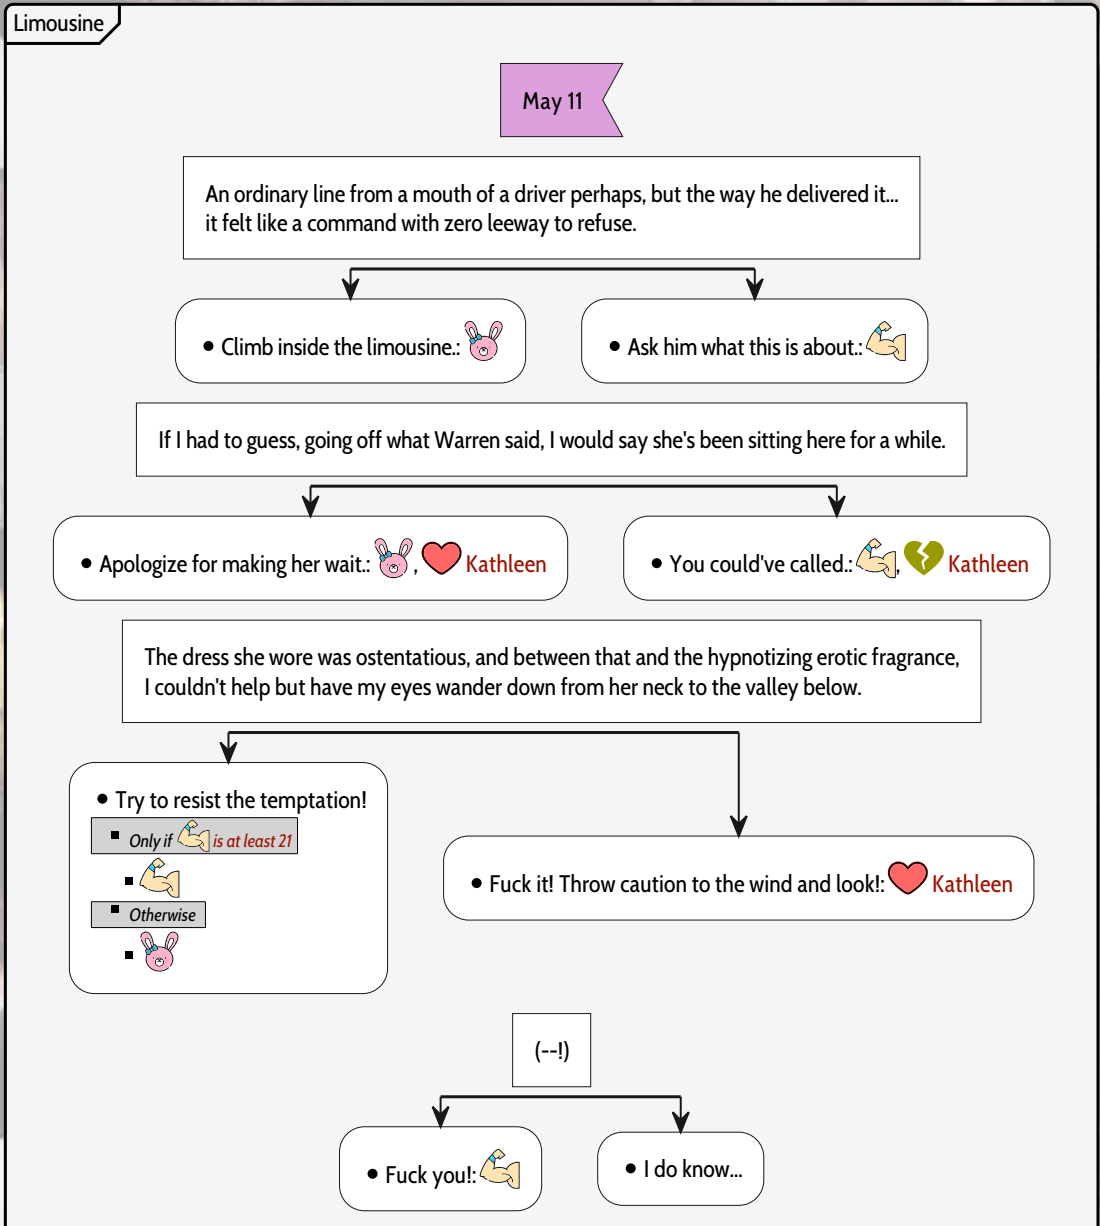 Limousine
May 11
An ordinary line from a mouth of a driver perhaps, but the way he delivered it...
it felt like a command with zero leeway to refuse.
Climb inside the limousine.:
Ask him what this is about.:
If I had to guess, going off what Warren said, I would say she's been sitting here for a while.
Apologize for making her wait.: , Kathleen
You could've called.: , Kathleen
The dress she wore was ostentatious, and between that and the hypnotizing erotic fragrance,
I couldn't help but have my eyes wander down from her neck to the valley below.
Try to resist the temptation!
Only if is at least 21
Otherwise
Fuck it! Throw caution to the wind and look!: Kathleen
(--!)
Fuck you!:
I do know...